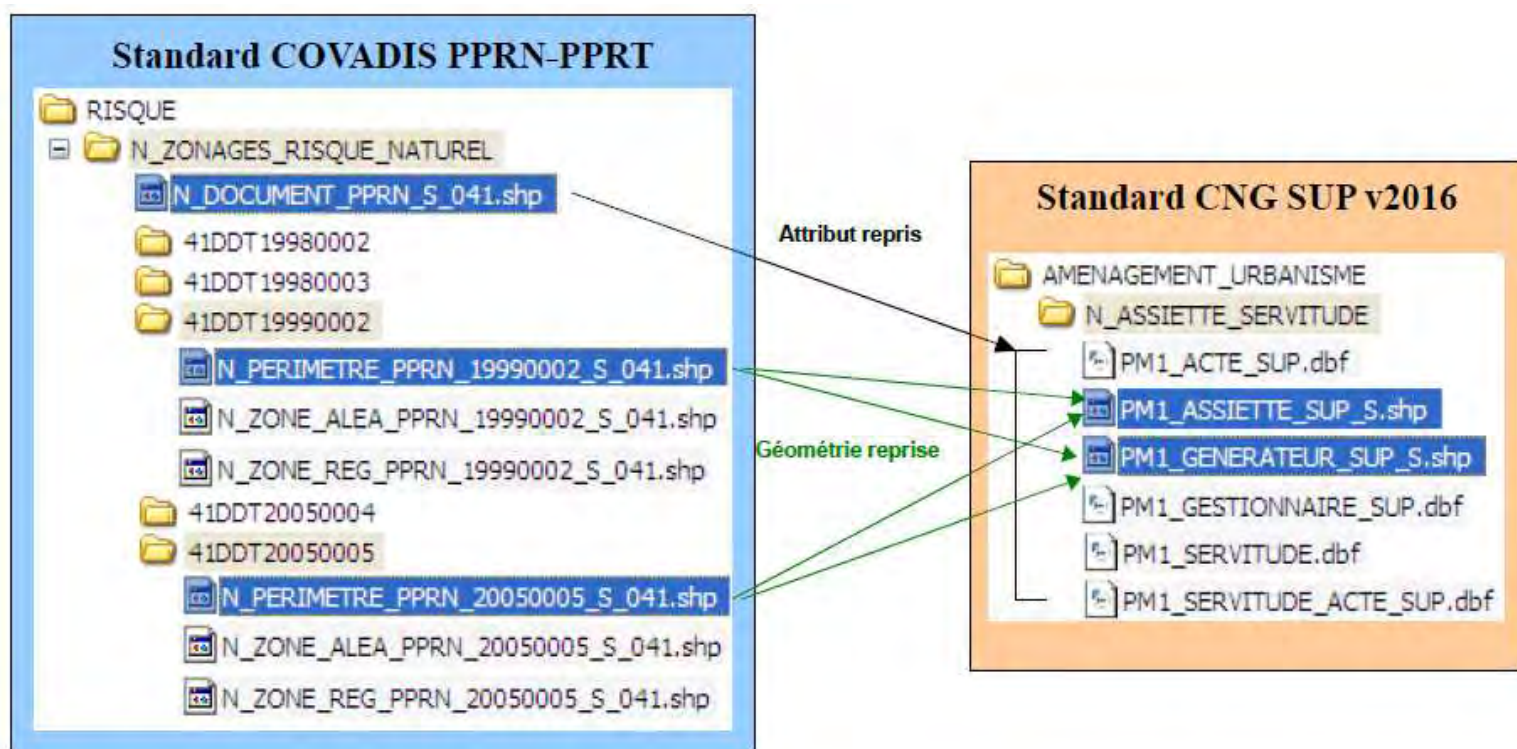 Standard COVADIS PPRN-PPRT
RISQUE
N_ZONAGES_RISQUE_NATUREL
N_DOCUMENT_PPRN_S_041.shp
41DDT19980002
41DDT19980003
41DDT19990002
N_PERIMETRE_PPRN_19990002_S_041.shp
N_ZONE_ALEA_PPRN_19990002_S_041.shp
N_ZONE_REG_PPRN_19990002_S_041.shp
41DDT20050004
41DDT20050005
N_PERIMETRE_PPRN_20050005_S_041.shp
N_ZONE_ALEA_PPRN_20050005_S_041.shp
N_ZONE_REG_PPRN_20050005_S_041.shp
Attribut repris
Géométrie reprise
Standard CNG SUP v2016
AMENAGEMENT_URBANISME
N_ASSIETTE_SERVITUDE
PM1_ACTE_SUP.dbf
PM1_ASSIETTE_SUP_S.shp
PM1_GENERATEUR_SUP_S.shp
PM1_GESTIONNAIRE_SUP.dbf
PM1_SERVITUDE.dbf
PM1_SERVITUDE_ACTE_SUP.dbf